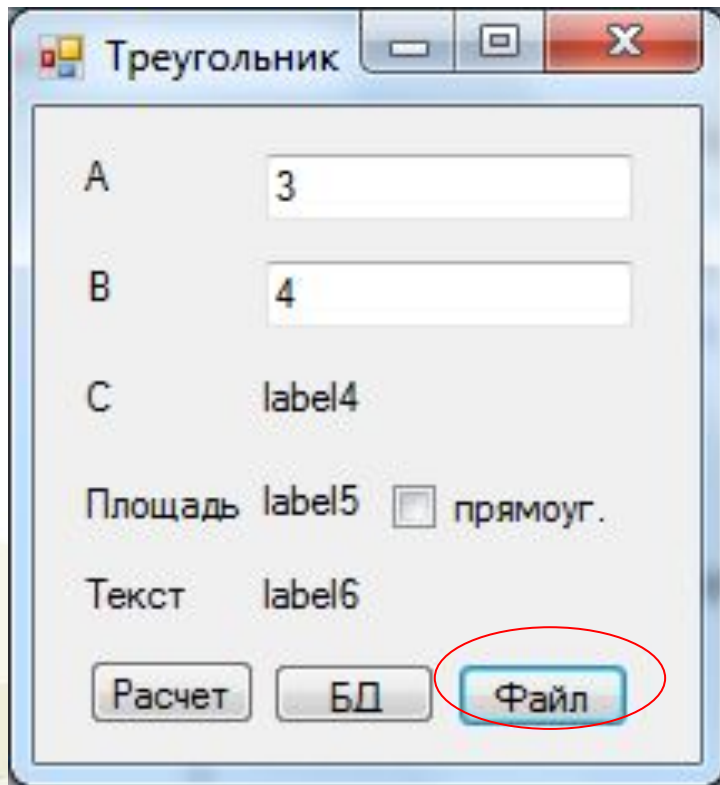 Треугольник
A 3
B 4
C label4
Площадь label5 прямоуг.
Текст label6
Расчет БД Файл